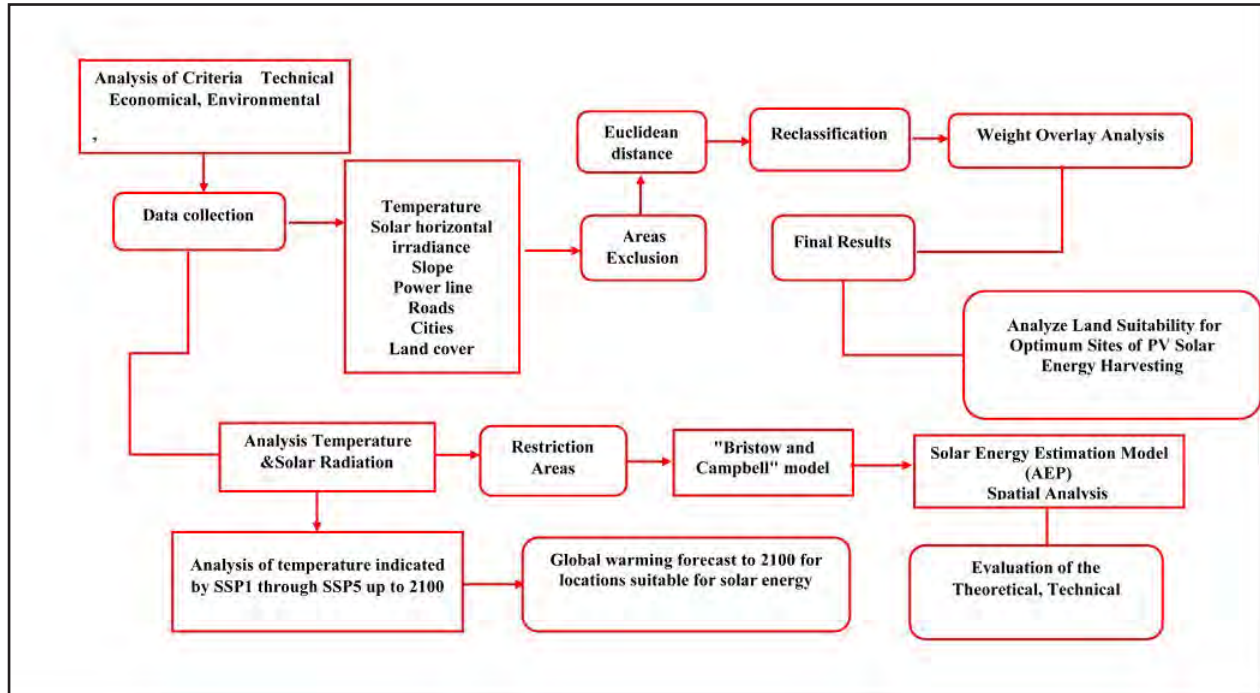 Analysis of Criteria Technical
Economical, Environmental
,
Data collection
Temperature
Solar horizontal
irradiance
Slope
Power line
Roads
Cities
Land cover
Euclidean
distance
Areas
Exclusion
Reclassification
Weight Overlay Analysis
Final Results
Analyze Land Suitability for
Optimum Sites of PV Solar
Energy Harvesting
Analysis Temperature
&Solar Radiation
Restriction
Areas
"Bristow and
Campbell" model
Solar Energy Estimation Model
(AEP)
Spatial Analysis
Analysis of temperature indicated
by SSP1 through SSP5 up to 2100
Global warming forecast to 2100 for
locations suitable for solar energy
Evaluation of the
Theoretical, Technical